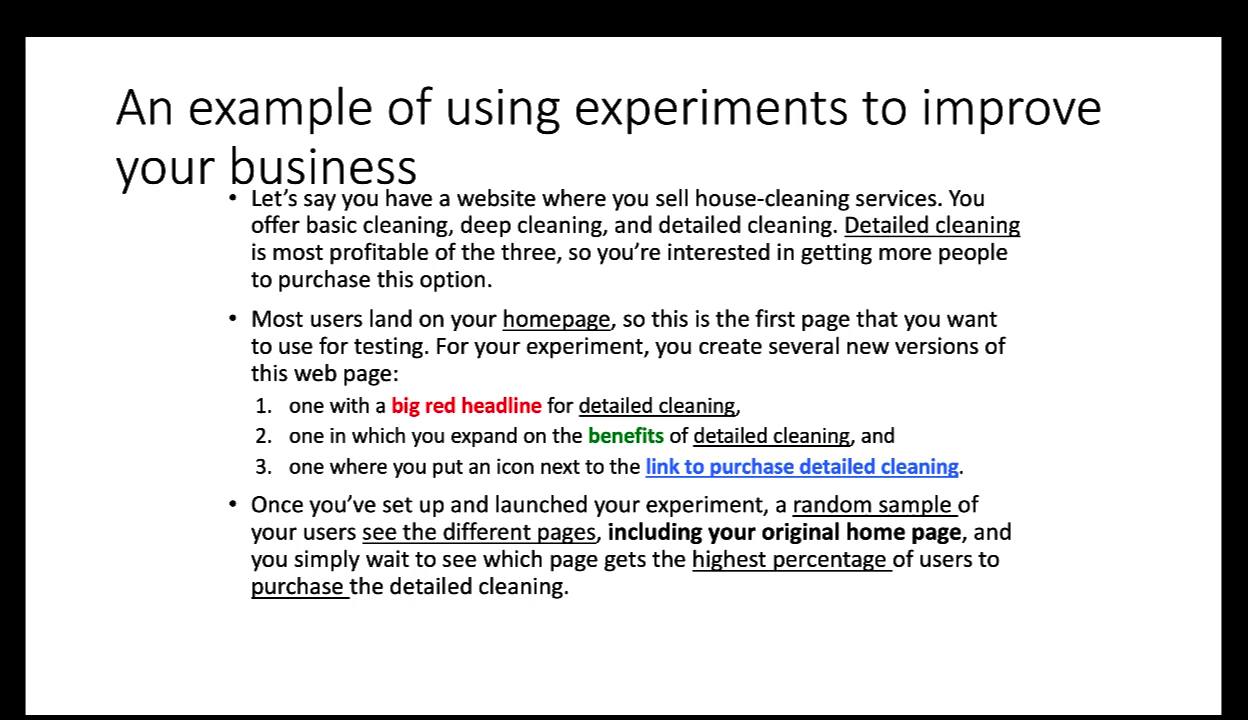 An example of using experiments to improve
your business
• Let’s say you have a website where you sell house-cleaning services. You
offer basic cleaning, deep cleaning, and detailed cleaning. Detailed cleaning
is most profitable of the three, so you’re interested in getting more people
to purchase this option.
• Most users land on your homepage, so this is the first page that you want
to use for testing. For your experiment, you create several new versions of
this web page:
1. one with a big red headline for detailed cleaning,
2. one in which you expand on the benefits of detailed cleaning, and
3. one where you put an icon next to the link to purchase detailed cleaning.
• Once you’ve set up and launched your experiment, a random sample of
your users see the different pages, including your original home page, and
you simply wait to see which page gets the highest percentage of users to
purchase the detailed cleaning.